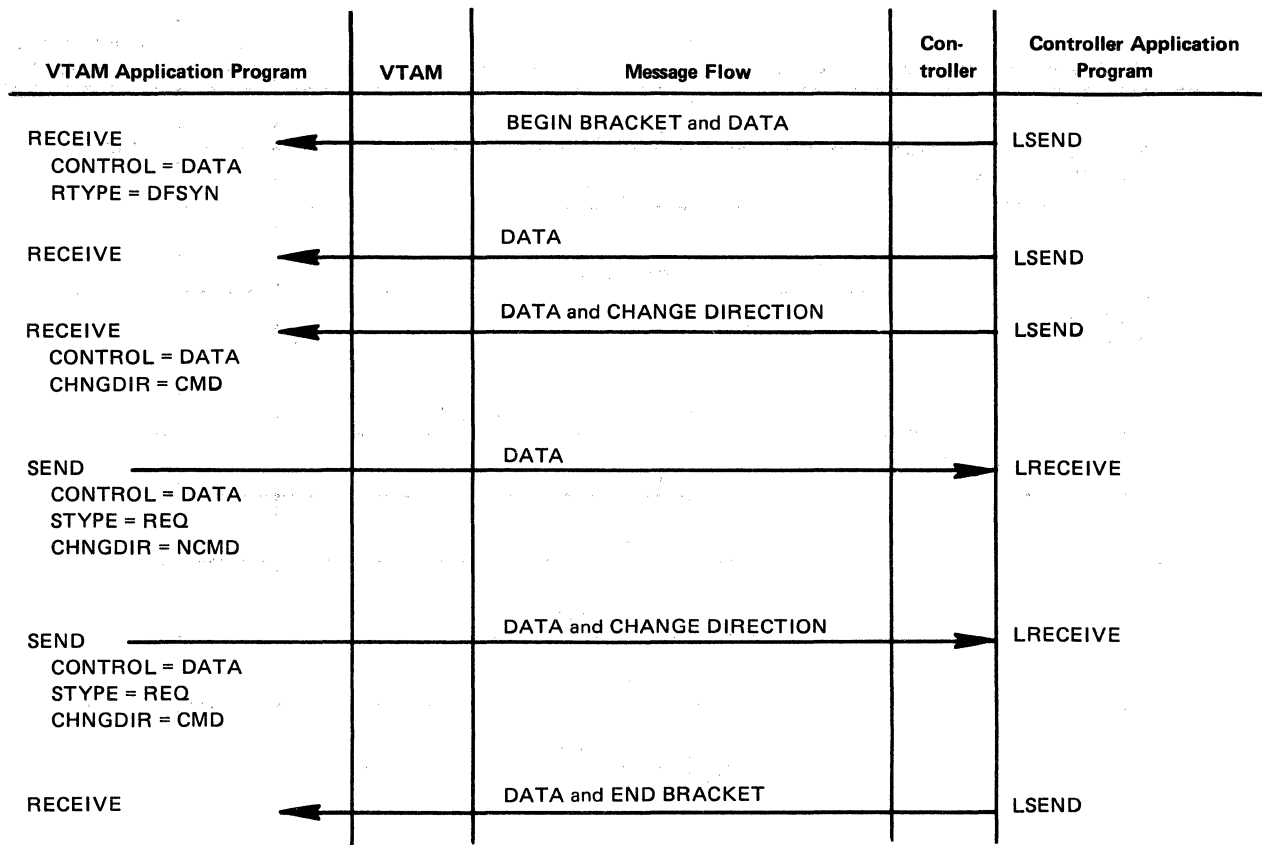 VTAM Application Program VTAM Message Flow Con-troller Controller Application Program
BEGIN BRACKET and DATA
RECEIVE LSEND
CONTROL = DATA
RTYPE = DFSYN
DATA
RECEIVE LSEND
DATA and CHANGE DIRECTION
RECEIVE LSEND
CONTROL = DATA
CHNGDIR = CMD
DATA
SEND LRECEIVE
CONTROL = DATA
STYPE = REQ
CHNGDIR = NCMD
DATA and CHANGE DIRECTION
SEND LRECEIVE
CONTROL = DATA
STYPE = REQ
CHNGDIR = CMD
DATA and END BRACKET
RECEIVE LSEND